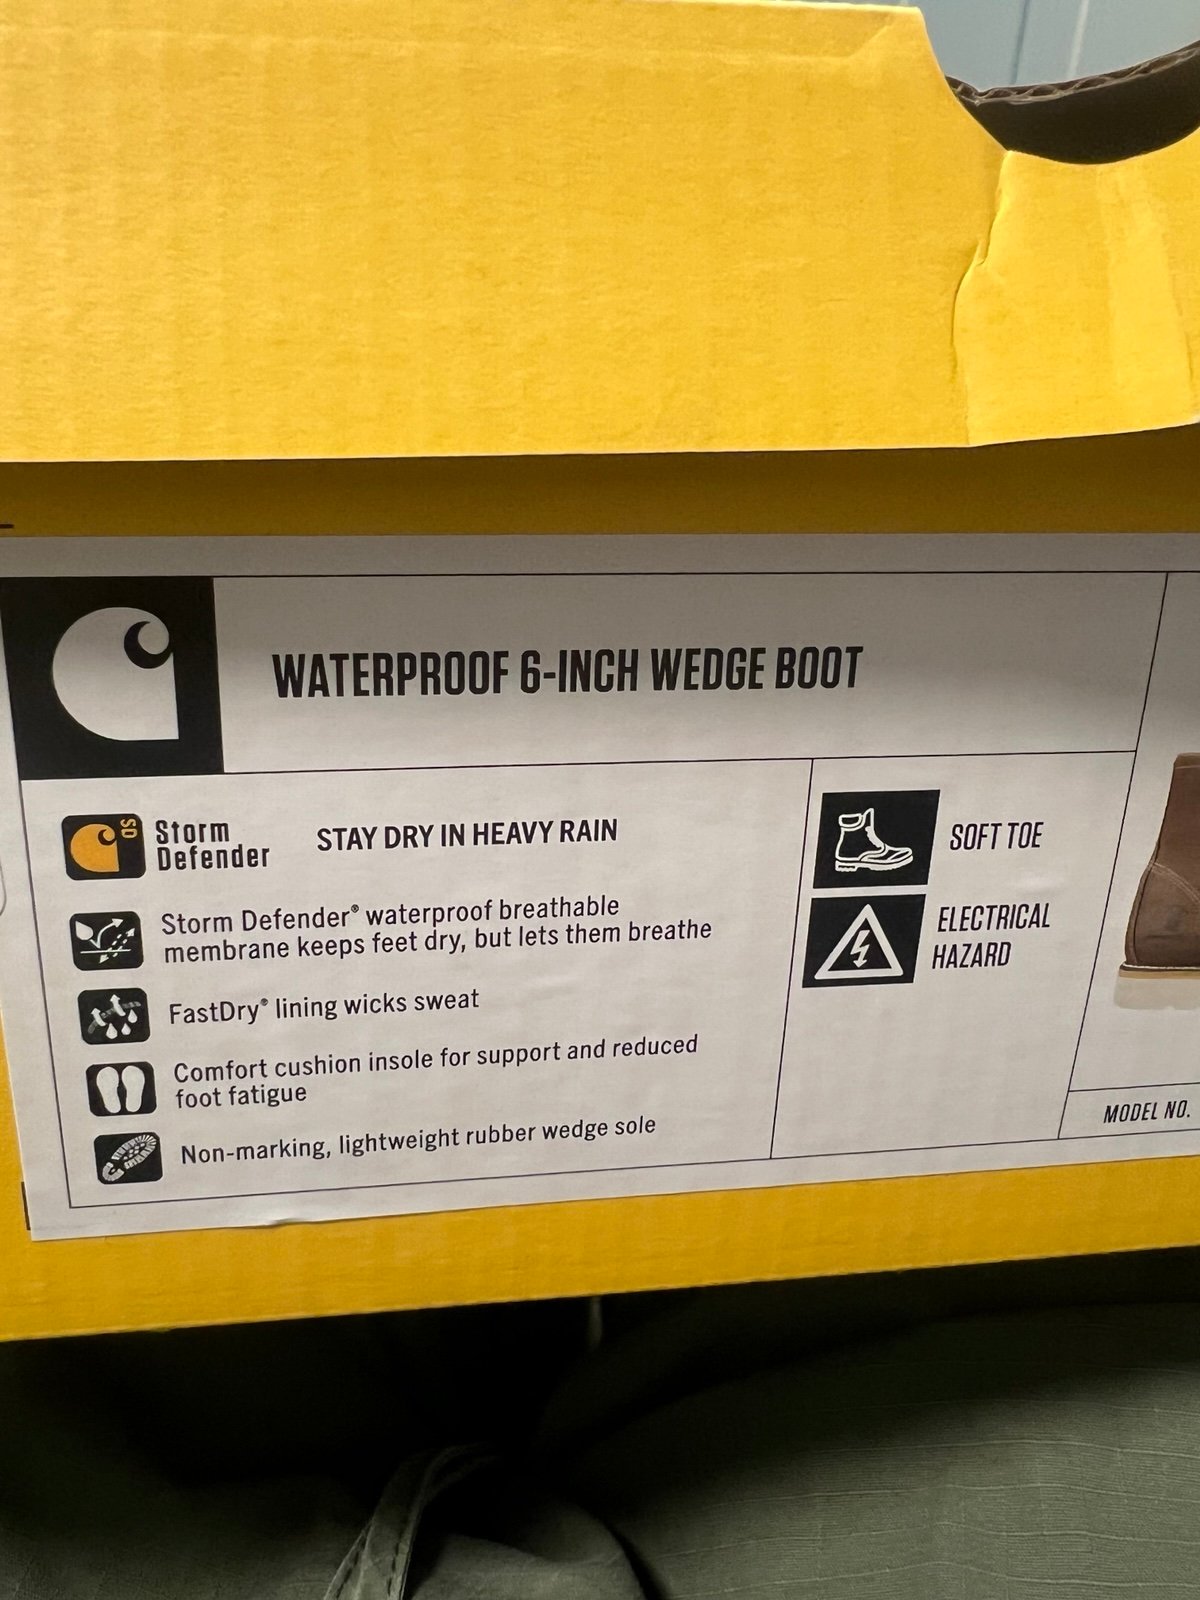 WATERPROOF 6-INCH WEDGE BOOT
SD
Storm
Defender
STAY DRY IN HEAVY RAIN
Storm Defender® waterproof breathable
membrane keeps feet dry, but lets them breathe
FastDry® lining wicks sweat
Comfort cushion insole for support and reduced
foot fatigue
Non-marking, lightweight rubber wedge sole
SOFT TOE
ELECTRICAL
HAZARD
MODEL NO.